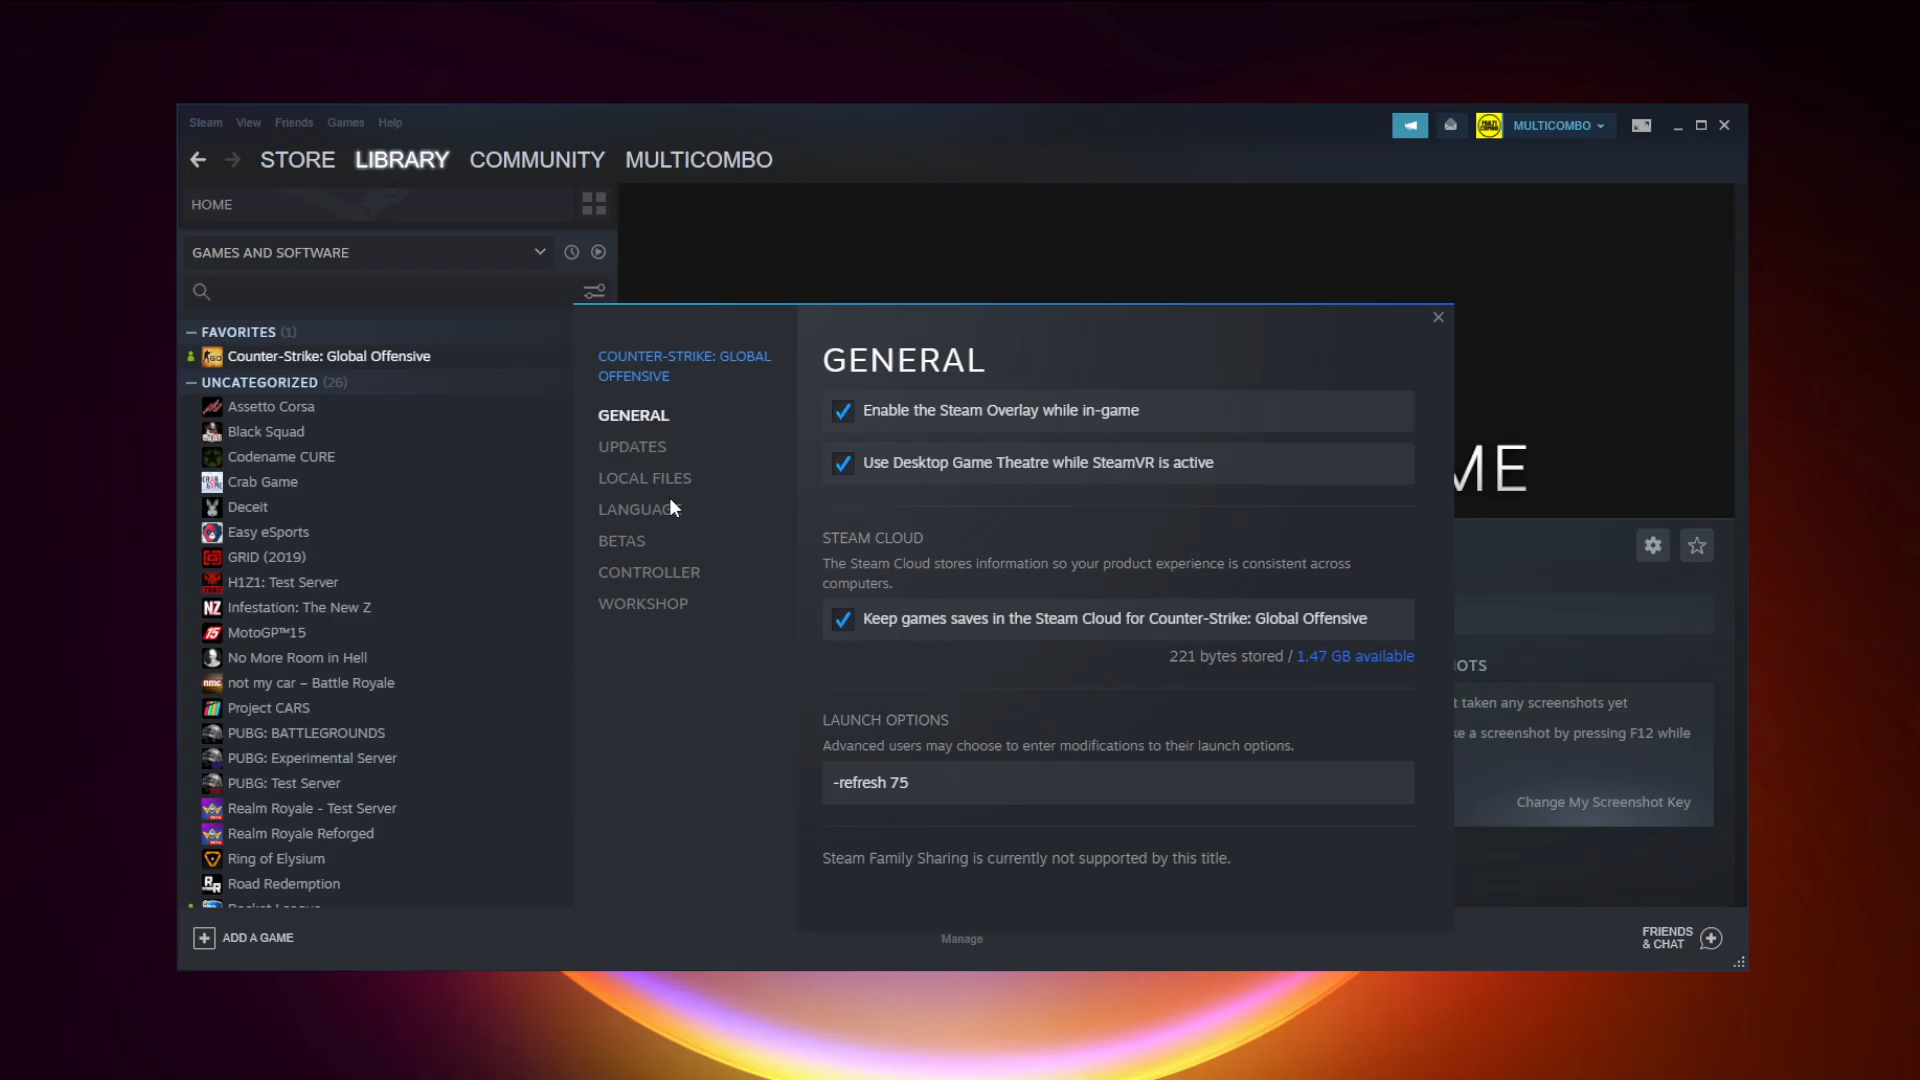 Steam View Friends Games Help
MULTICOMBO
STORE LIBRARY COMMUNITY MULTICOMBO
HOME
GAMES AND SOFTWARE
FAVORITES (1)
Counter-Strike: Global Offensive
UNCATEGORIZED (26)
Assetto Corsa
Black Squad
Codename CURE
Crab Game
Deceit
Easy eSports
GRID (2019)
H1Z1: Test Server
Infestation: The New Z
MotoGP™15
No More Room in Hell
not my car – Battle Royale
Project CARS
PUBG: BATTLEGROUNDS
PUBG: Experimental Server
PUBG: Test Server
Realm Royale - Test Server
Realm Royale Reforged
Ring of Elysium
Road Redemption
ADD A GAME
COUNTER-STRIKE: GLOBAL
OFFENSIVE
GENERAL
UPDATES
LOCAL FILES
LANGUAGE
BETAS
CONTROLLER
WORKSHOP
GENERAL
Enable the Steam Overlay while in-game
Use Desktop Game Theatre while SteamVR is active
STEAM CLOUD
The Steam Cloud stores information so your product experience is consistent across
computers.
Keep games saves in the Steam Cloud for Counter-Strike: Global Offensive
221 bytes stored / 1.47 GB available
LAUNCH OPTIONS
Advanced users may choose to enter modifications to their launch options.
-refresh 75
Steam Family Sharing is currently not supported by this title.
Manage
ME
OTS
t taken any screenshots yet
ke a screenshot by pressing F12 while
Change My Screenshot Key
FRIENDS
& CHAT